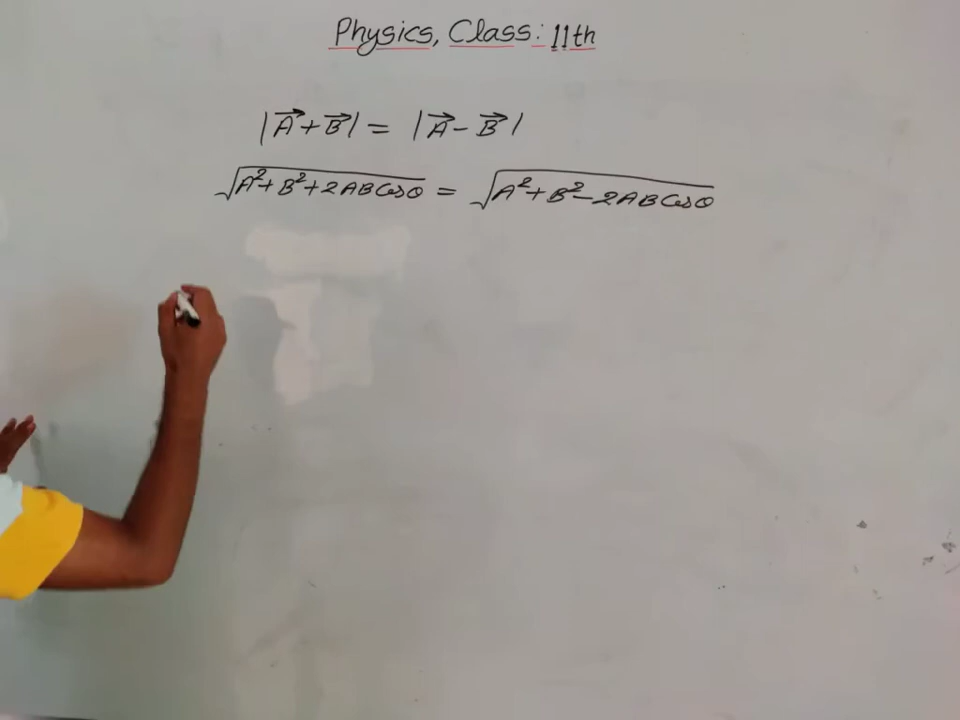 Physics, Class: 11th
|A⃗ + B⃗| = |A⃗ - B⃗|
√(A² + B² + 2ABCosθ) = √(A² + B² - 2ABCosθ)